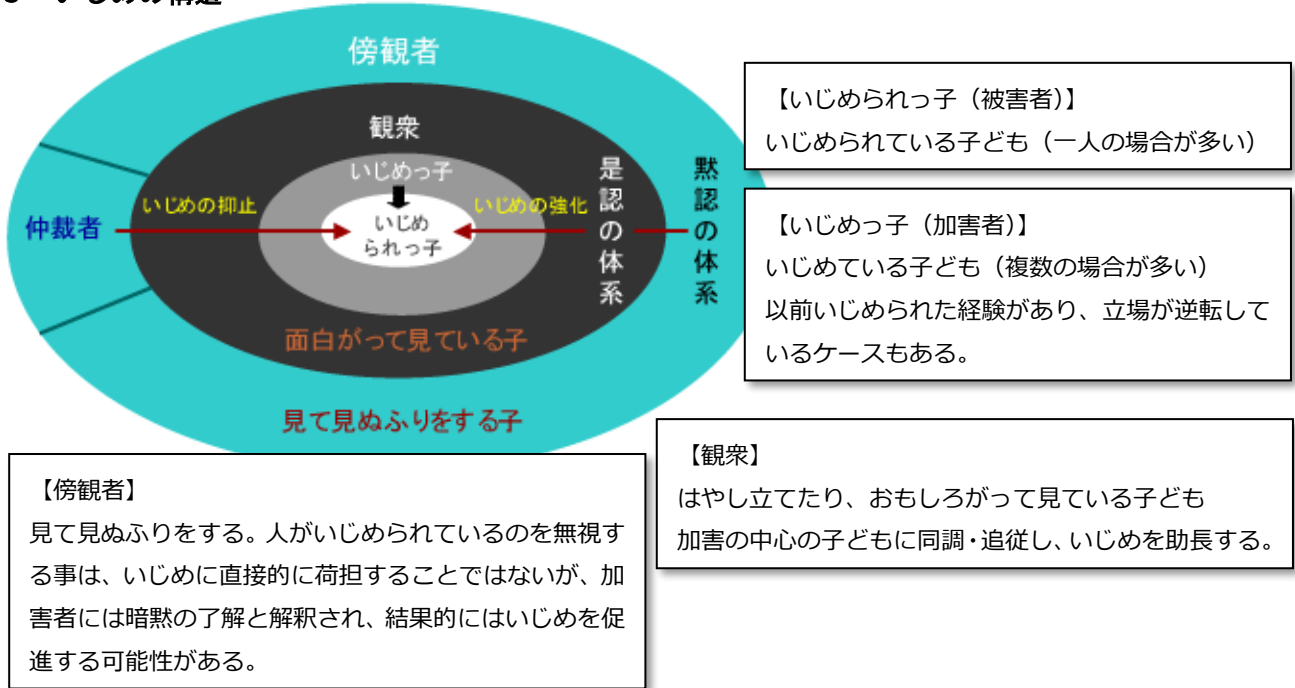 傍観者
観衆
いじめっ子
いじめ
られっ子
いじめの抑止
いじめの強化
仲裁者
是認の体系
黙認の体系
面白がって見ている子
見て見ぬふりをする子
【いじめられっ子(被害者)】
いじめられている子ども(一人の場合が多い)
【いじめっ子(加害者)】
いじめている子ども(複数の場合が多い)
以前いじめられた経験があり、立場が逆転して
いるケースもある。
【観衆】
はやし立てたり、おもしろがって見ている子ども
加害の中心の子どもに同調・追従し、いじめを助長する。
【傍観者】
見て見ぬふりをする。人がいじめられているのを無視す
る事は、いじめに直接的に荷担することではないが、加
害者には暗黙の了解と解釈され、結果的にはいじめを促
進する可能性がある。